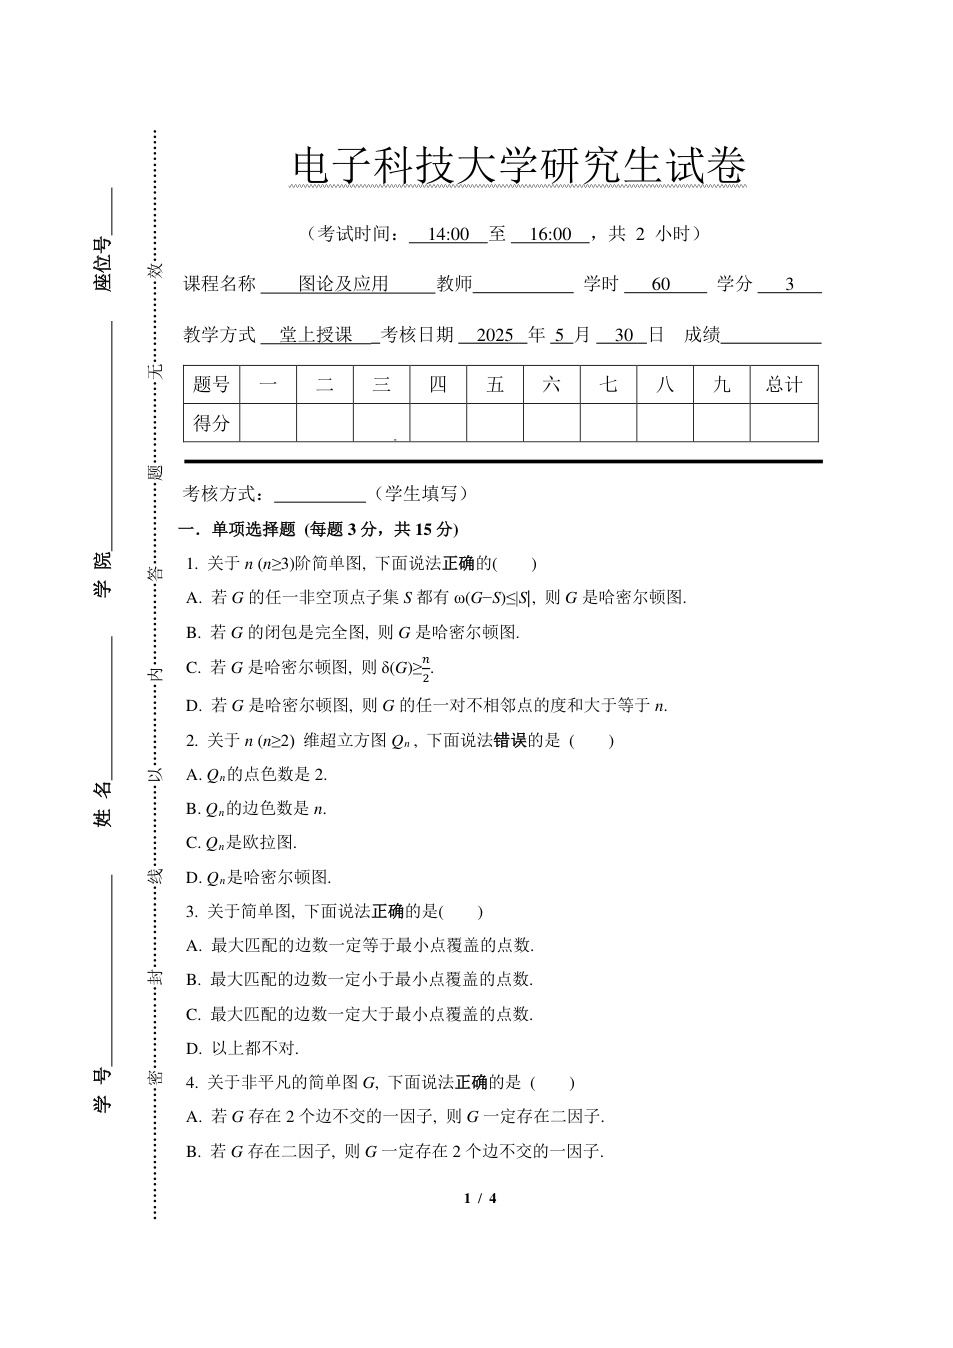 电子科技大学研究生试卷
（考试时间： 14:00 至 16:00 ，共 2 小时）
课程名称 图论及应用 教师 学时 60 学分 3
教学方式 堂上授课 考核日期 2025 年 5 月 30 日 成绩
题号 一 二 三 四 五 六 七 八 九 总计
得分
考核方式： （学生填写）
一．单项选择题 (每题 3 分，共 15 分)
1. 关于 n (n≥3)阶简单图, 下面说法正确的( )
A. 若 G 的任一非空顶点子集 S 都有 ω(G−S)≤|S|, 则 G 是哈密尔顿图.
B. 若 G 的闭包是完全图, 则 G 是哈密尔顿图.
C. 若 G 是哈密尔顿图, 则 δ(G)≥n/2.
D. 若 G 是哈密尔顿图, 则 G 的任一对不相邻点的度和大于等于 n.
2. 关于 n (n≥2) 维超立方图 Qn , 下面说法错误的是 ( )
A. Qn的点色数是 2.
B. Qn的边色数是 n.
C. Qn是欧拉图.
D. Qn是哈密尔顿图.
3. 关于简单图, 下面说法正确的是( )
A. 最大匹配的边数一定等于最小点覆盖的点数.
B. 最大匹配的边数一定小于最小点覆盖的点数.
C. 最大匹配的边数一定大于最小点覆盖的点数.
D. 以上都不对.
4. 关于非平凡的简单图 G, 下面说法正确的是 ( )
A. 若 G 存在 2 个边不交的一因子, 则 G 一定存在二因子.
B. 若 G 存在二因子, 则 G 一定存在 2 个边不交的一因子.
1 / 4
学 号 姓 名 学 院 座位号
密 封 线 以 内 答 题 无 效